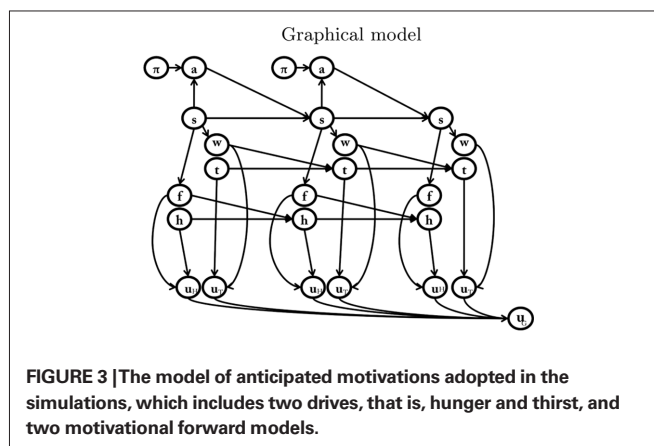 Graphical model
π a π a
s s s
w w w
t t t
f f f
h h h
uH uT uH uT uH uT
uG
FIGURE 3 | The model of anticipated motivations adopted in the
simulations, which includes two drives, that is, hunger and thirst, and
two motivational forward models.